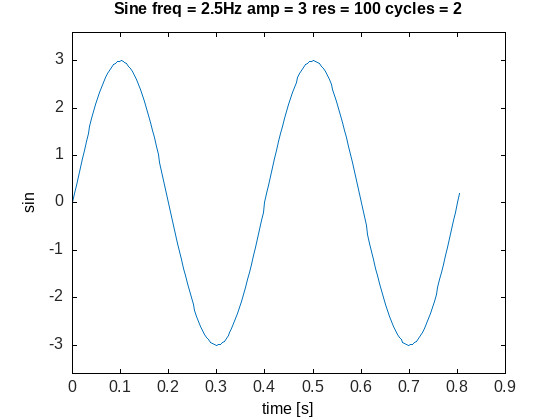 Sine freq = 2.5Hz amp = 3 res = 100 cycles = 2
3
2
1
0
-1
-2
-3
sin
0 0.1 0.2 0.3 0.4 0.5 0.6 0.7 0.8 0.9
time [s]